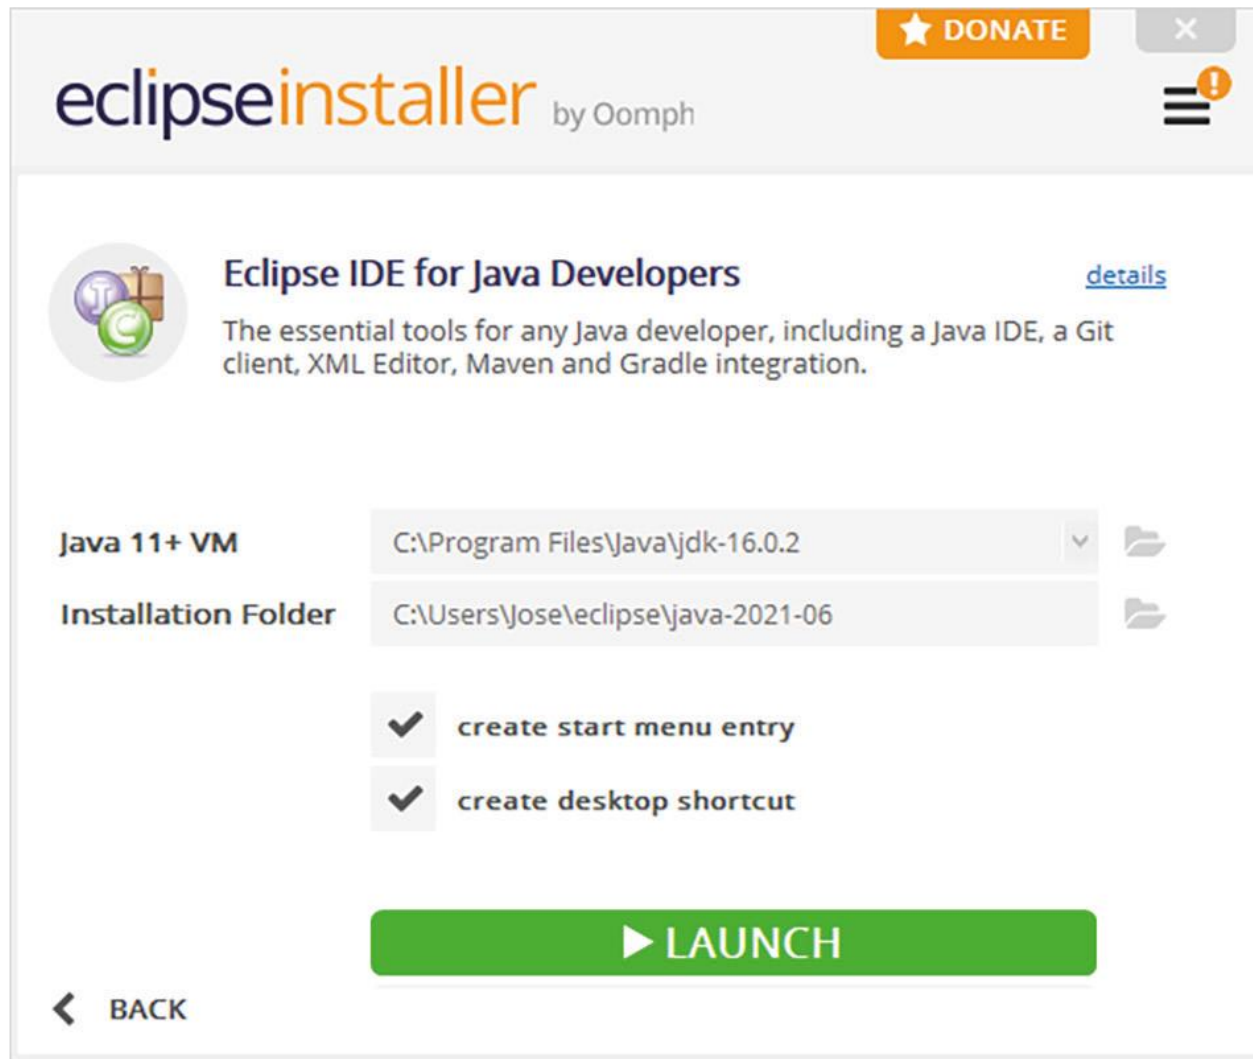 DONATE
eclipseinstaller by Oomph
Eclipse IDE for Java Developers
details
The essential tools for any Java developer, including a Java IDE, a Git
client, XML Editor, Maven and Gradle integration.
Java 11+ VM
C:\Program Files\Java\jdk-16.0.2
Installation Folder
C:\Users\Jose\eclipse\java-2021-06
create start menu entry
create desktop shortcut
LAUNCH
BACK